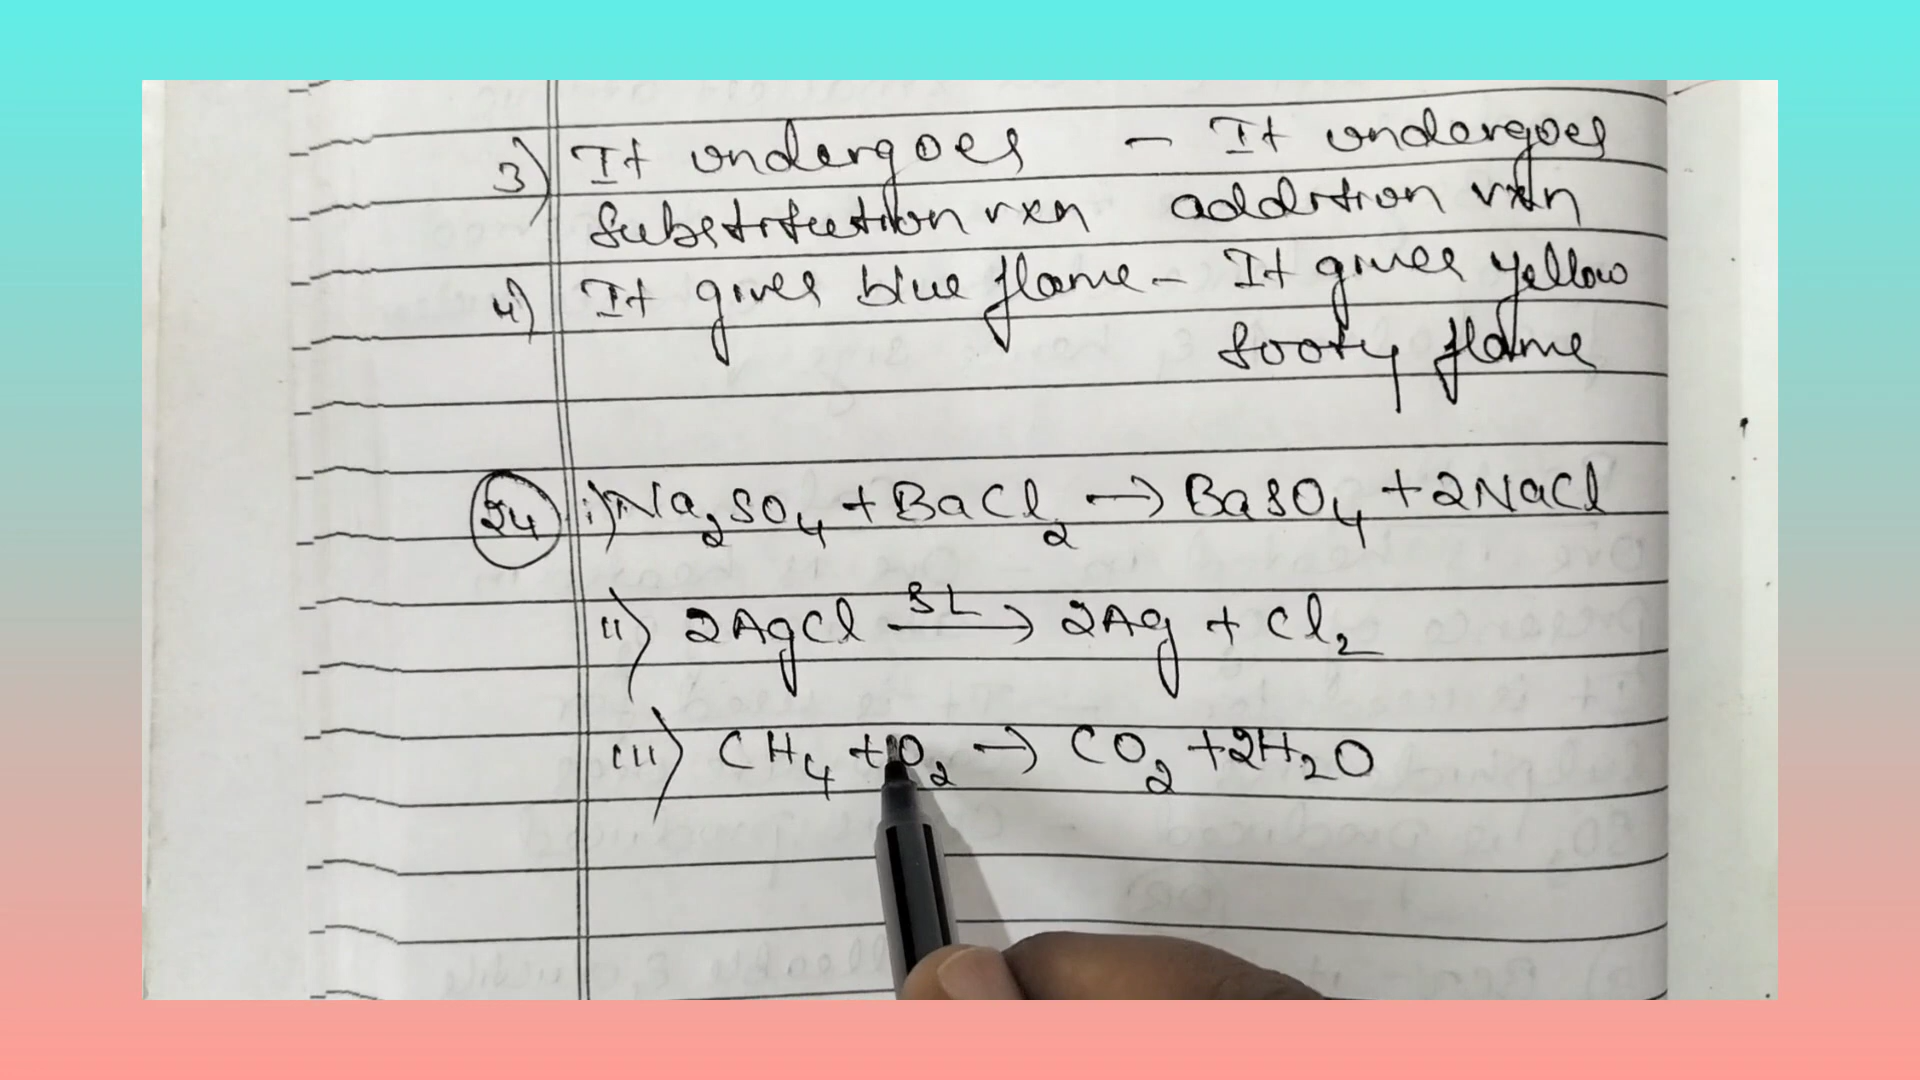 3) It undergoes - It undergoes
Substitution rxn addition rxn
4) It gives blue flame - It gives yellow
sooty flame
24 i) Na₂SO₄ + BaCl₂ → BaSO₄ + 2NaCl
ii) 2AgCl SL → 2Ag + Cl₂
iii) CH₄ + O₂ → CO₂ + 2H₂O